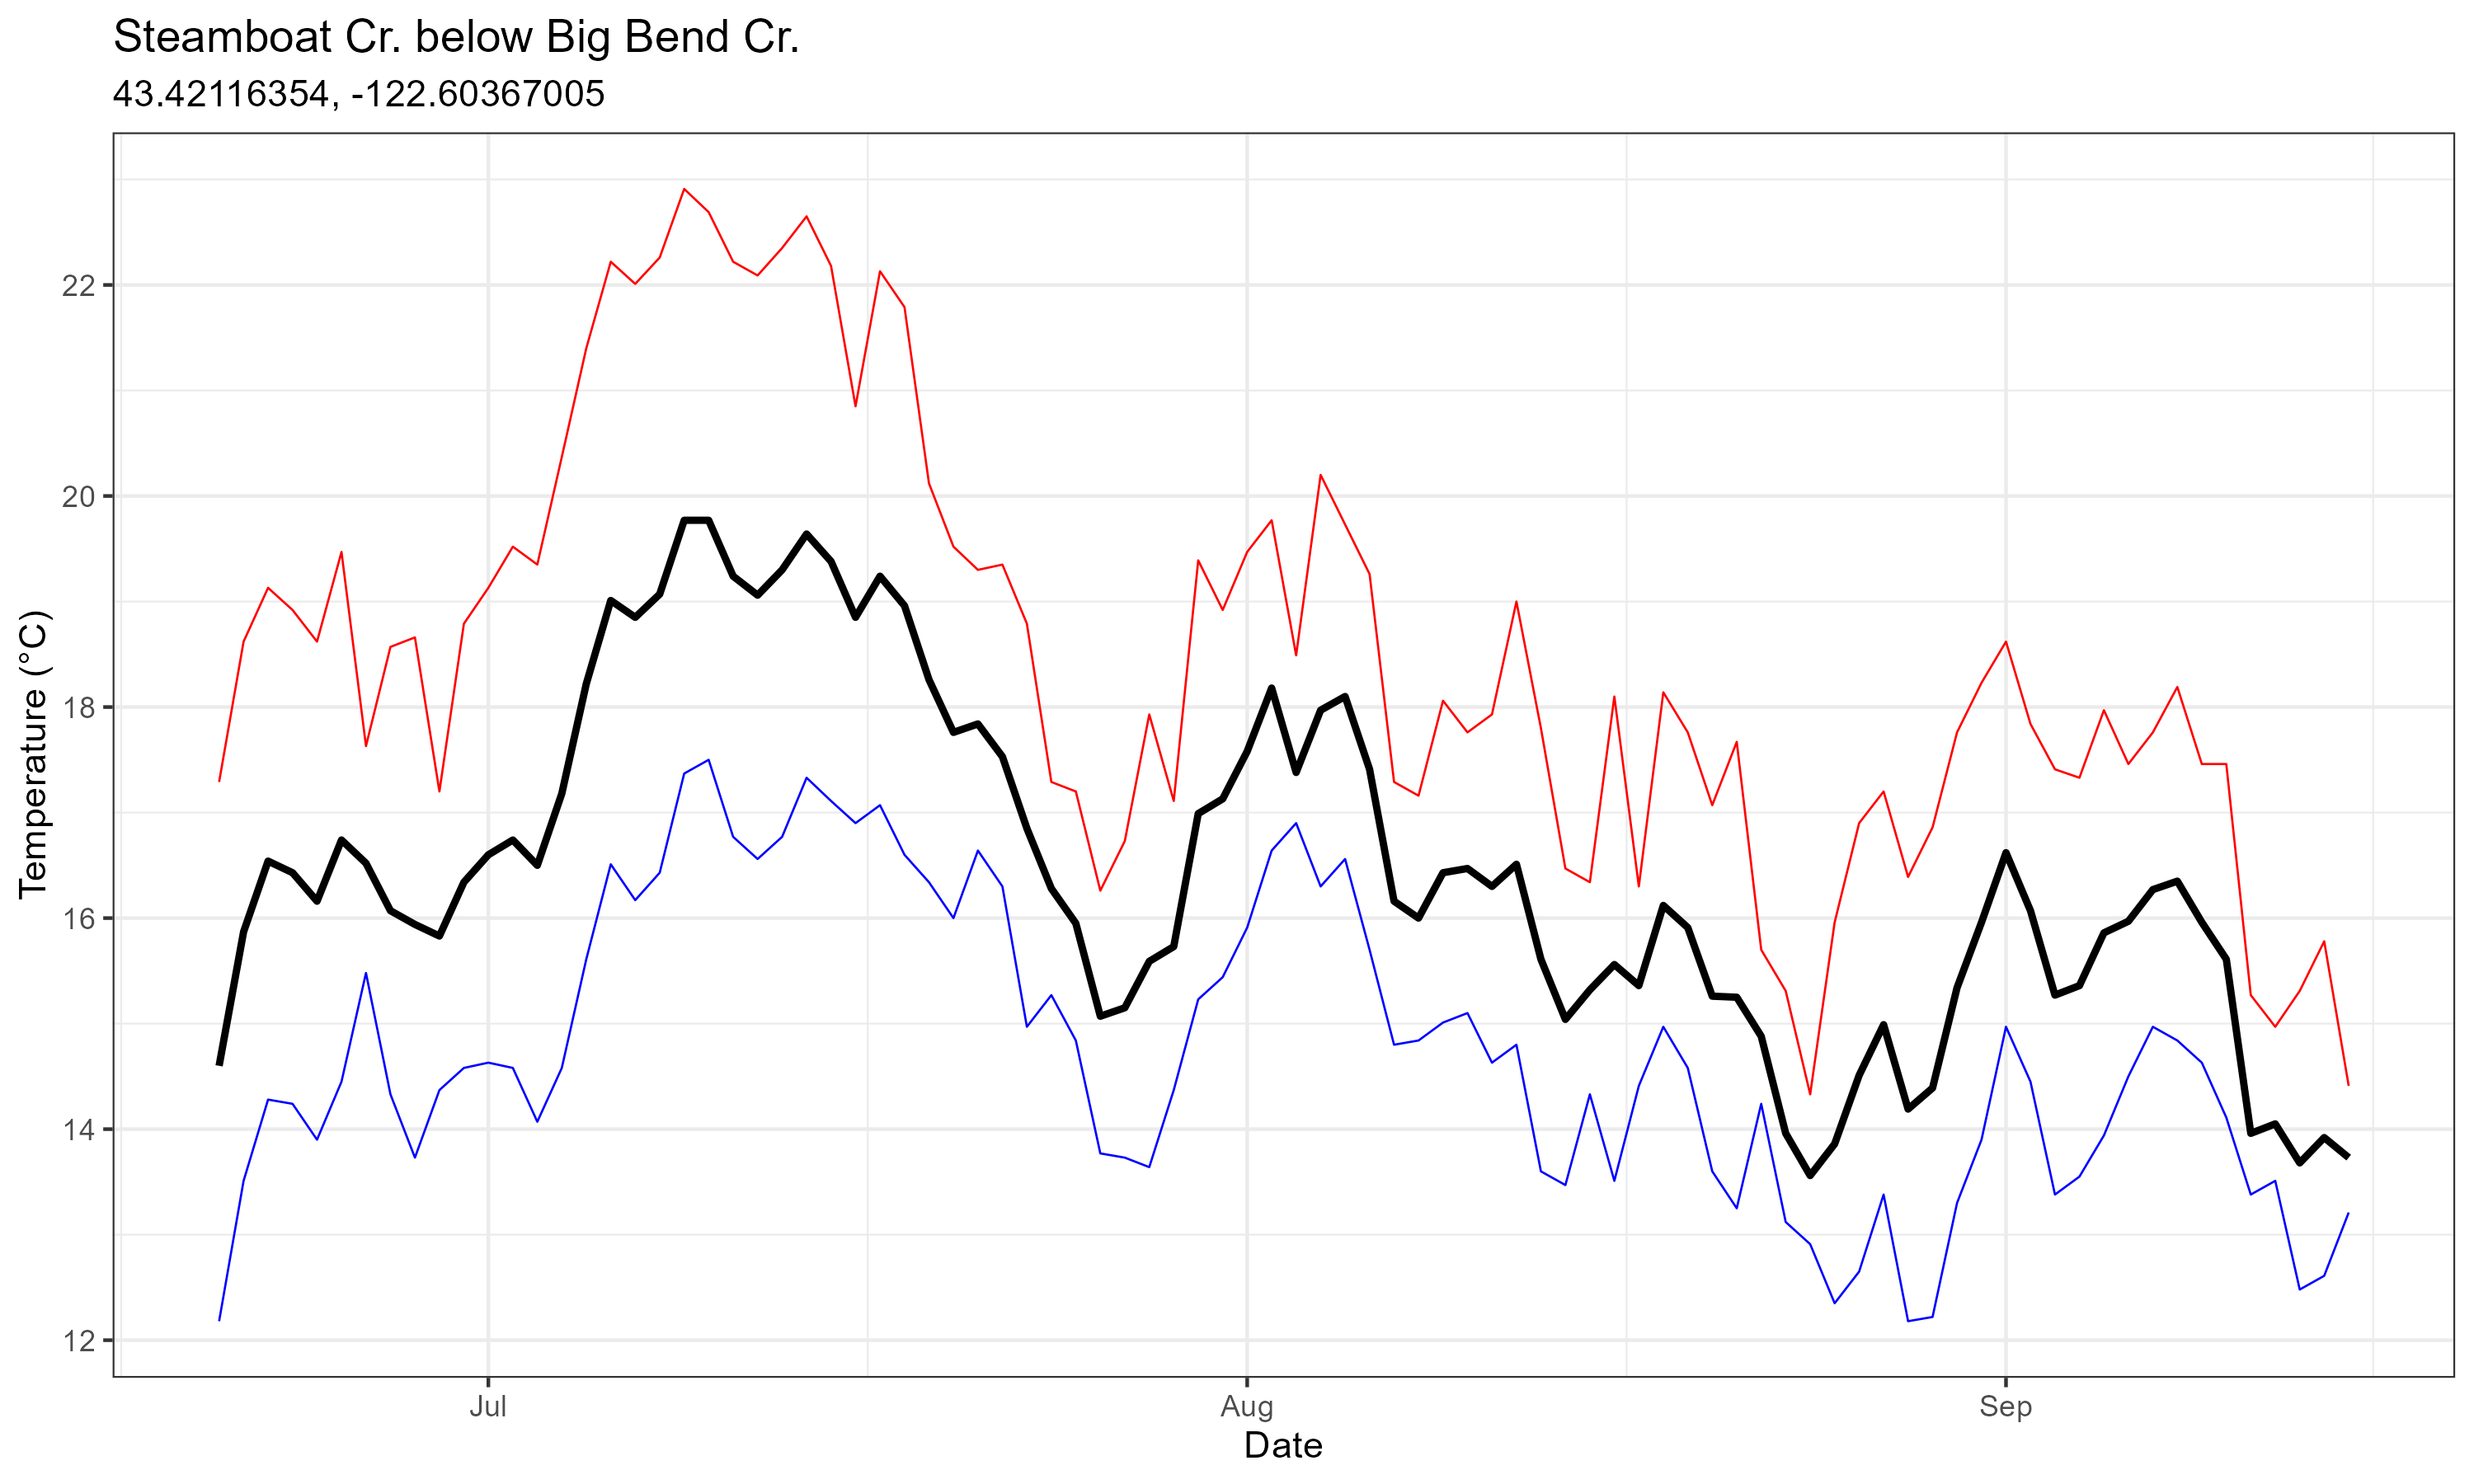 Steamboat Cr. below Big Bend Cr.
43.42116354, -122.60367005
Temperature (°C)
22
20
18
16
14
12
Jul Aug Sep
Date